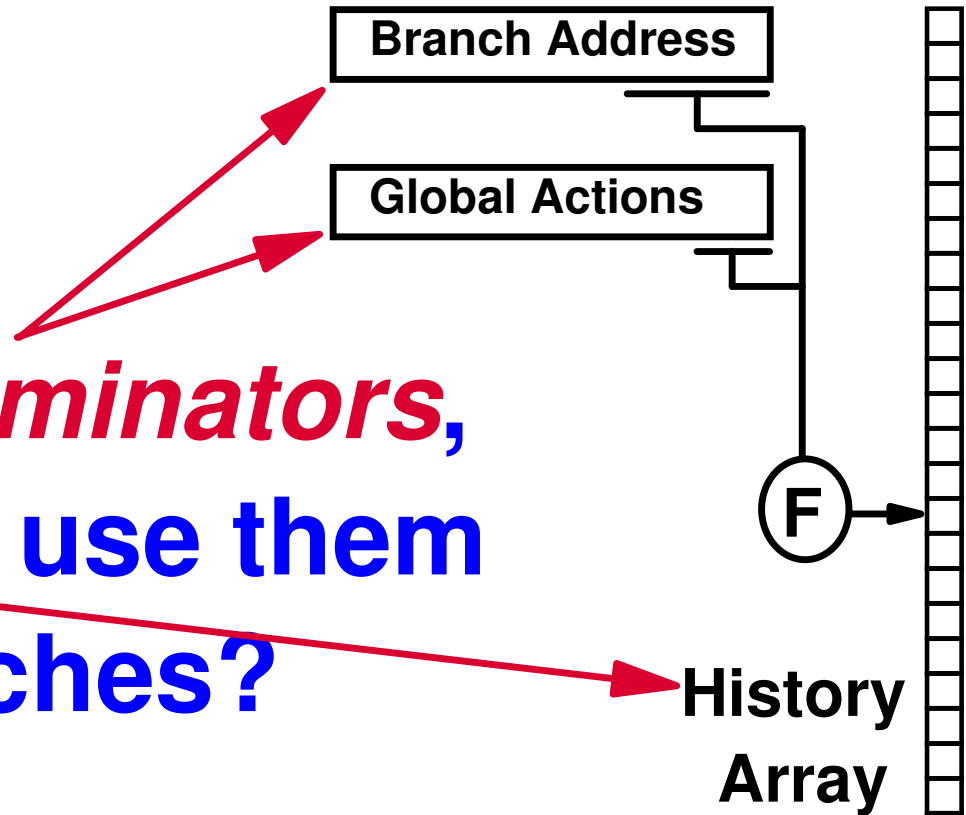 Branch Address
Global Actions
minators,
F
use them
ches?
History
Array